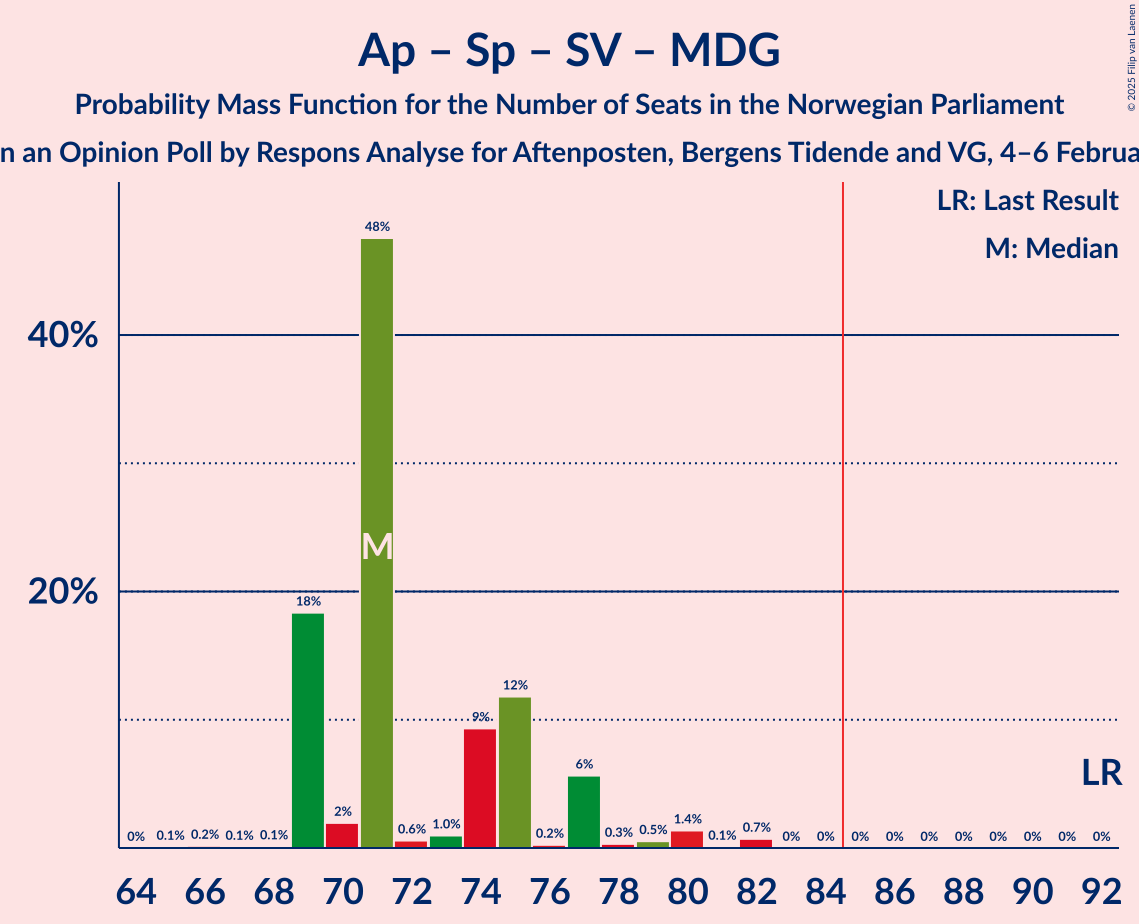 Ap – Sp – SV – MDG
Probability Mass Function for the Number of Seats in the Norwegian Parliament
n an Opinion Poll by Respons Analyse for Aftenposten, Bergens Tidende and VG, 4–6 Februa
© 2025 Filip van Laenen
LR: Last Result
M: Median
40%
20%
48%
M
18%
12%
9%
6%
LR
0% 0.1% 0.2% 0.1% 0.1% 2% 0.6% 1.0% 0.2% 0.3% 0.5% 1.4% 0.1% 0.7% 0% 0% 0% 0% 0% 0% 0% 0% 0% 0%
64 66 68 70 72 74 76 78 80 82 84 86 88 90 92